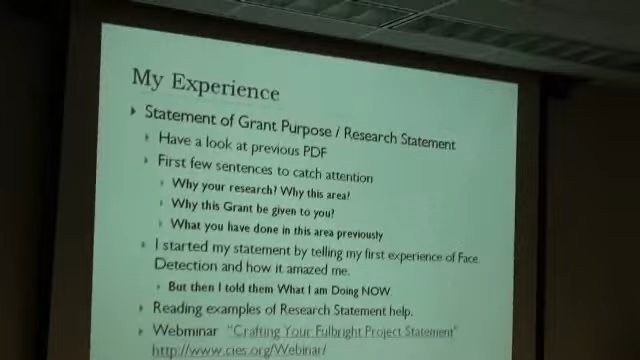 My Experience
Statement of Grant Purpose / Research Statement
Have a look at previous PDF
First few sentences to catch attention
Why your research? Why this area?
Why this Grant be given to you?
What you have done in this area previously
I started my statement by telling my first experience of Face
Detection and how it amazed me.
But then I told them What I am Doing NOW
Reading examples of Research Statement help.
Webminar "Crafting Your Fulbright Project Statement"
http://www.cies.org/Webinar/